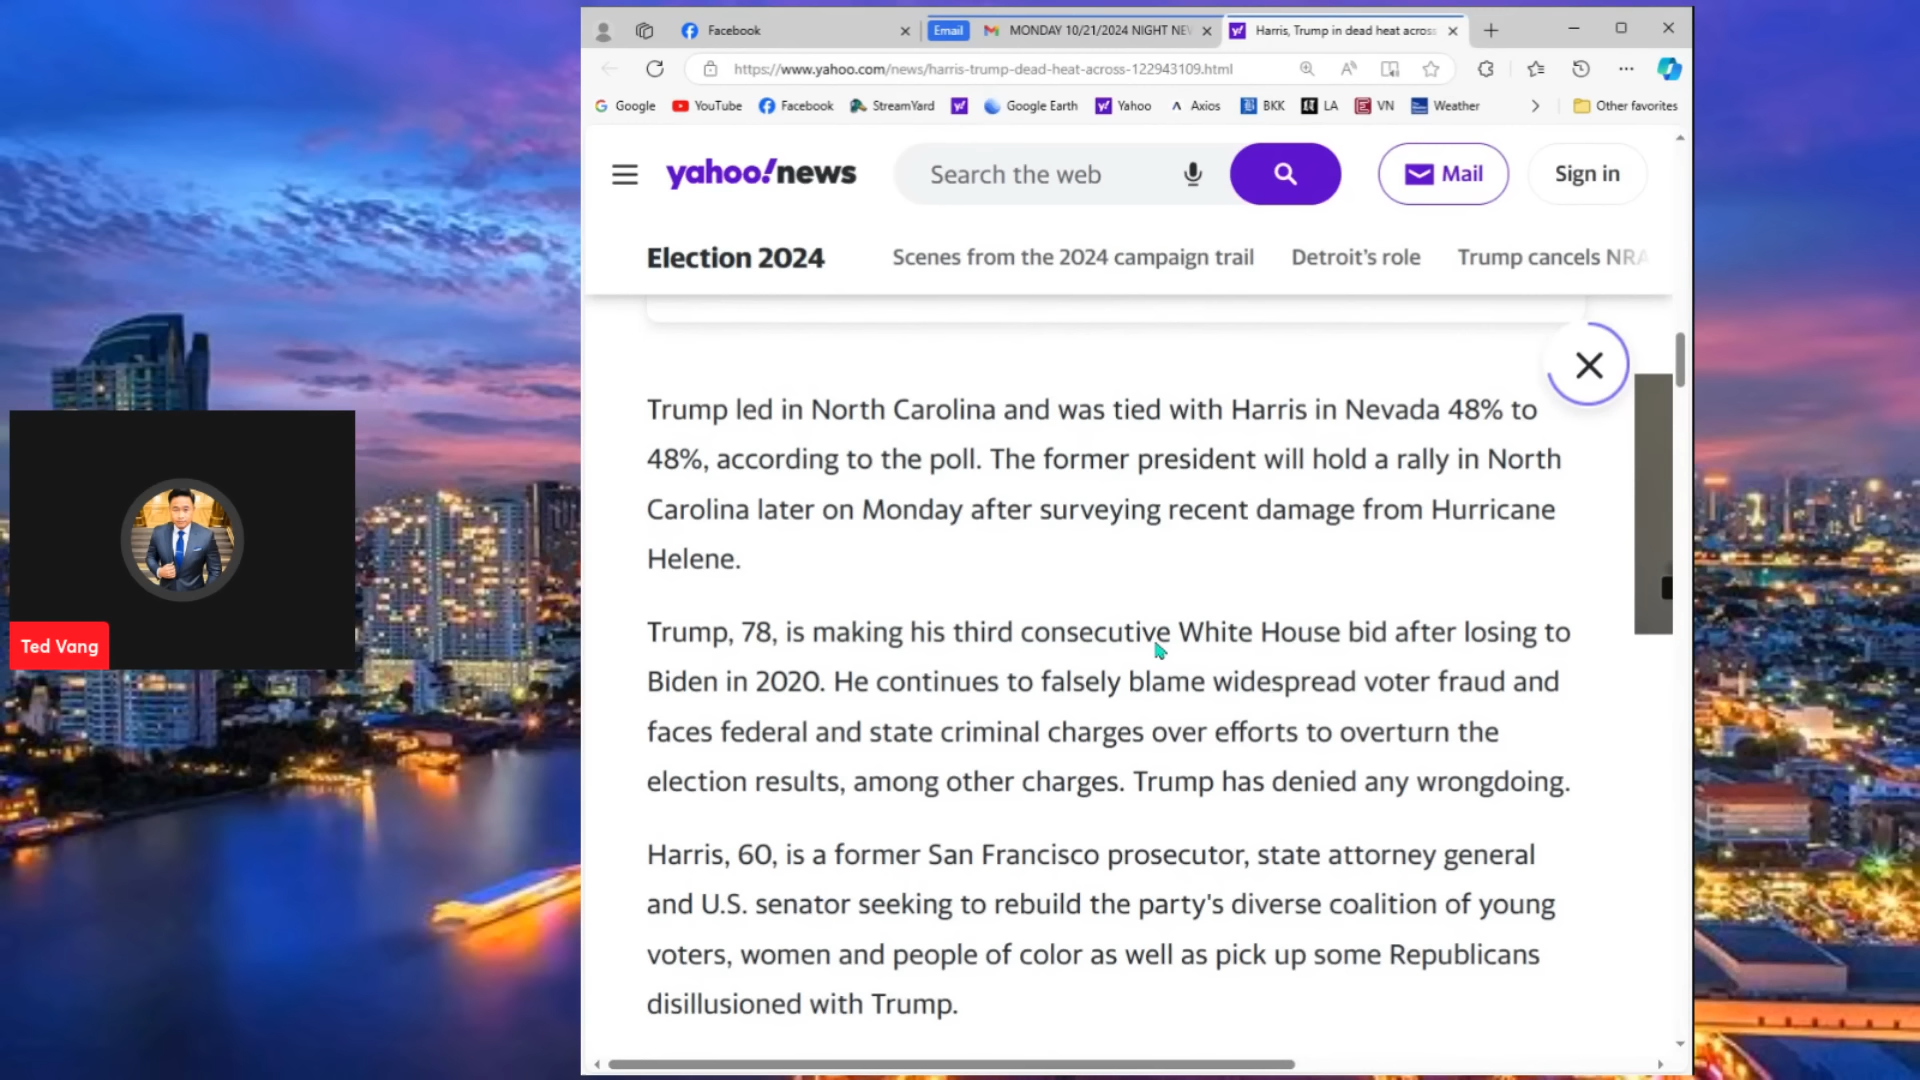 Facebook
Email
MONDAY 10/21/2024 NIGHT NEV
Harris, Trump in dead heat across
https://www.yahoo.com/news/harris-trump-dead-heat-across-122943109.html
Google
YouTube
Facebook
StreamYard
Google Earth
Yahoo
Axios
BKK
LA
VN
Weather
Other favorites
yahoo!news
Search the web
Mail
Sign in
Election 2024
Scenes from the 2024 campaign trail
Detroit's role
Trump cancels NRA
Trump led in North Carolina and was tied with Harris in Nevada 48% to
48%, according to the poll. The former president will hold a rally in North
Carolina later on Monday after surveying recent damage from Hurricane
Helene.
Trump, 78, is making his third consecutive White House bid after losing to
Biden in 2020. He continues to falsely blame widespread voter fraud and
faces federal and state criminal charges over efforts to overturn the
election results, among other charges. Trump has denied any wrongdoing.
Harris, 60, is a former San Francisco prosecutor, state attorney general
and U.S. senator seeking to rebuild the party's diverse coalition of young
voters, women and people of color as well as pick up some Republicans
disillusioned with Trump.
Ted Vang